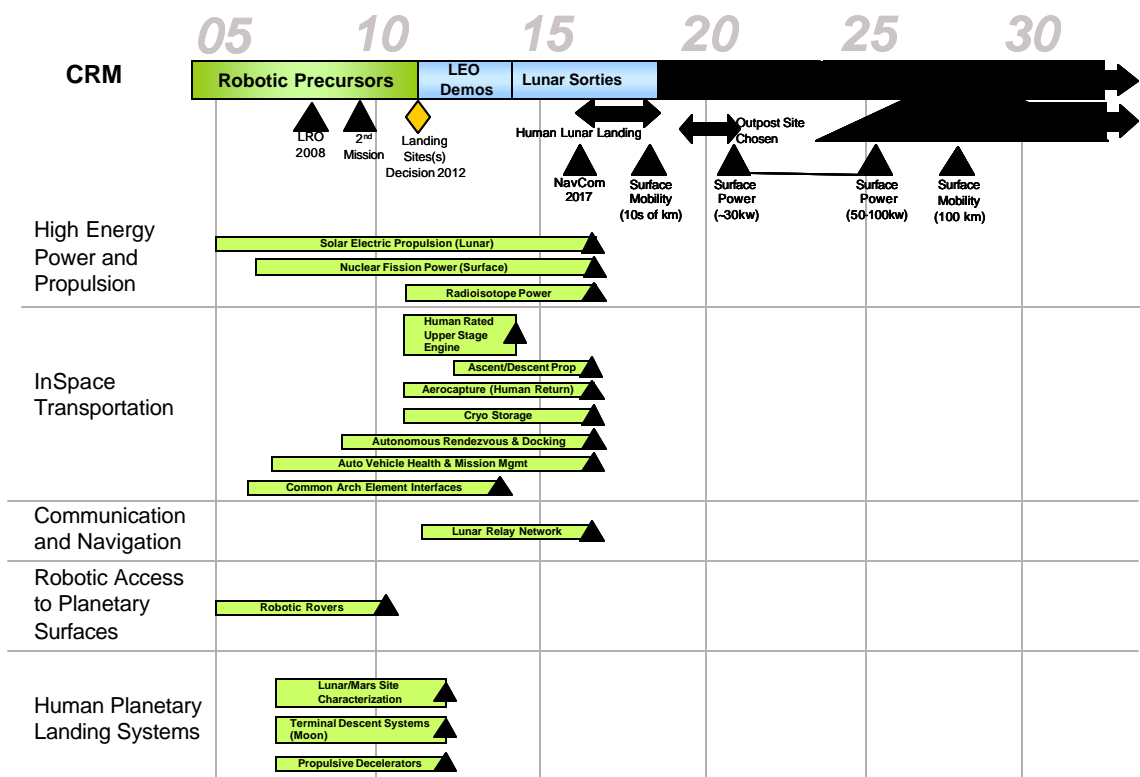 05 10 15 20 25 30
CRM
Robotic Precursors
LEO
Demos
Lunar Sorties
LRO
2008
2nd
Mission
Landing
Sites(s)
Decision 2012
Human Lunar Landing
Outpost Site
Chosen
NavCom
2017
Surface
Mobility
(10s of km)
Surface
Power
(~30kw)
Surface
Power
(50-100kw)
Surface
Mobility
(100 km)
High Energy
Power and
Propulsion
Solar Electric Propulsion (Lunar)
Nuclear Fission Power (Surface)
Radioisotope Power
InSpace
Transportation
Human Rated
Upper Stage
Engine
Ascent/Descent Prop
Aerocapture (Human Return)
Cryo Storage
Autonomous Rendezvous & Docking
Auto Vehicle Health & Mission Mgmt
Common Arch Element Interfaces
Communication
and Navigation
Lunar Relay Network
Robotic Access
to Planetary
Surfaces
Robotic Rovers
Human Planetary
Landing Systems
Lunar/Mars Site
Characterization
Terminal Descent Systems
(Moon)
Propulsive Decelerators